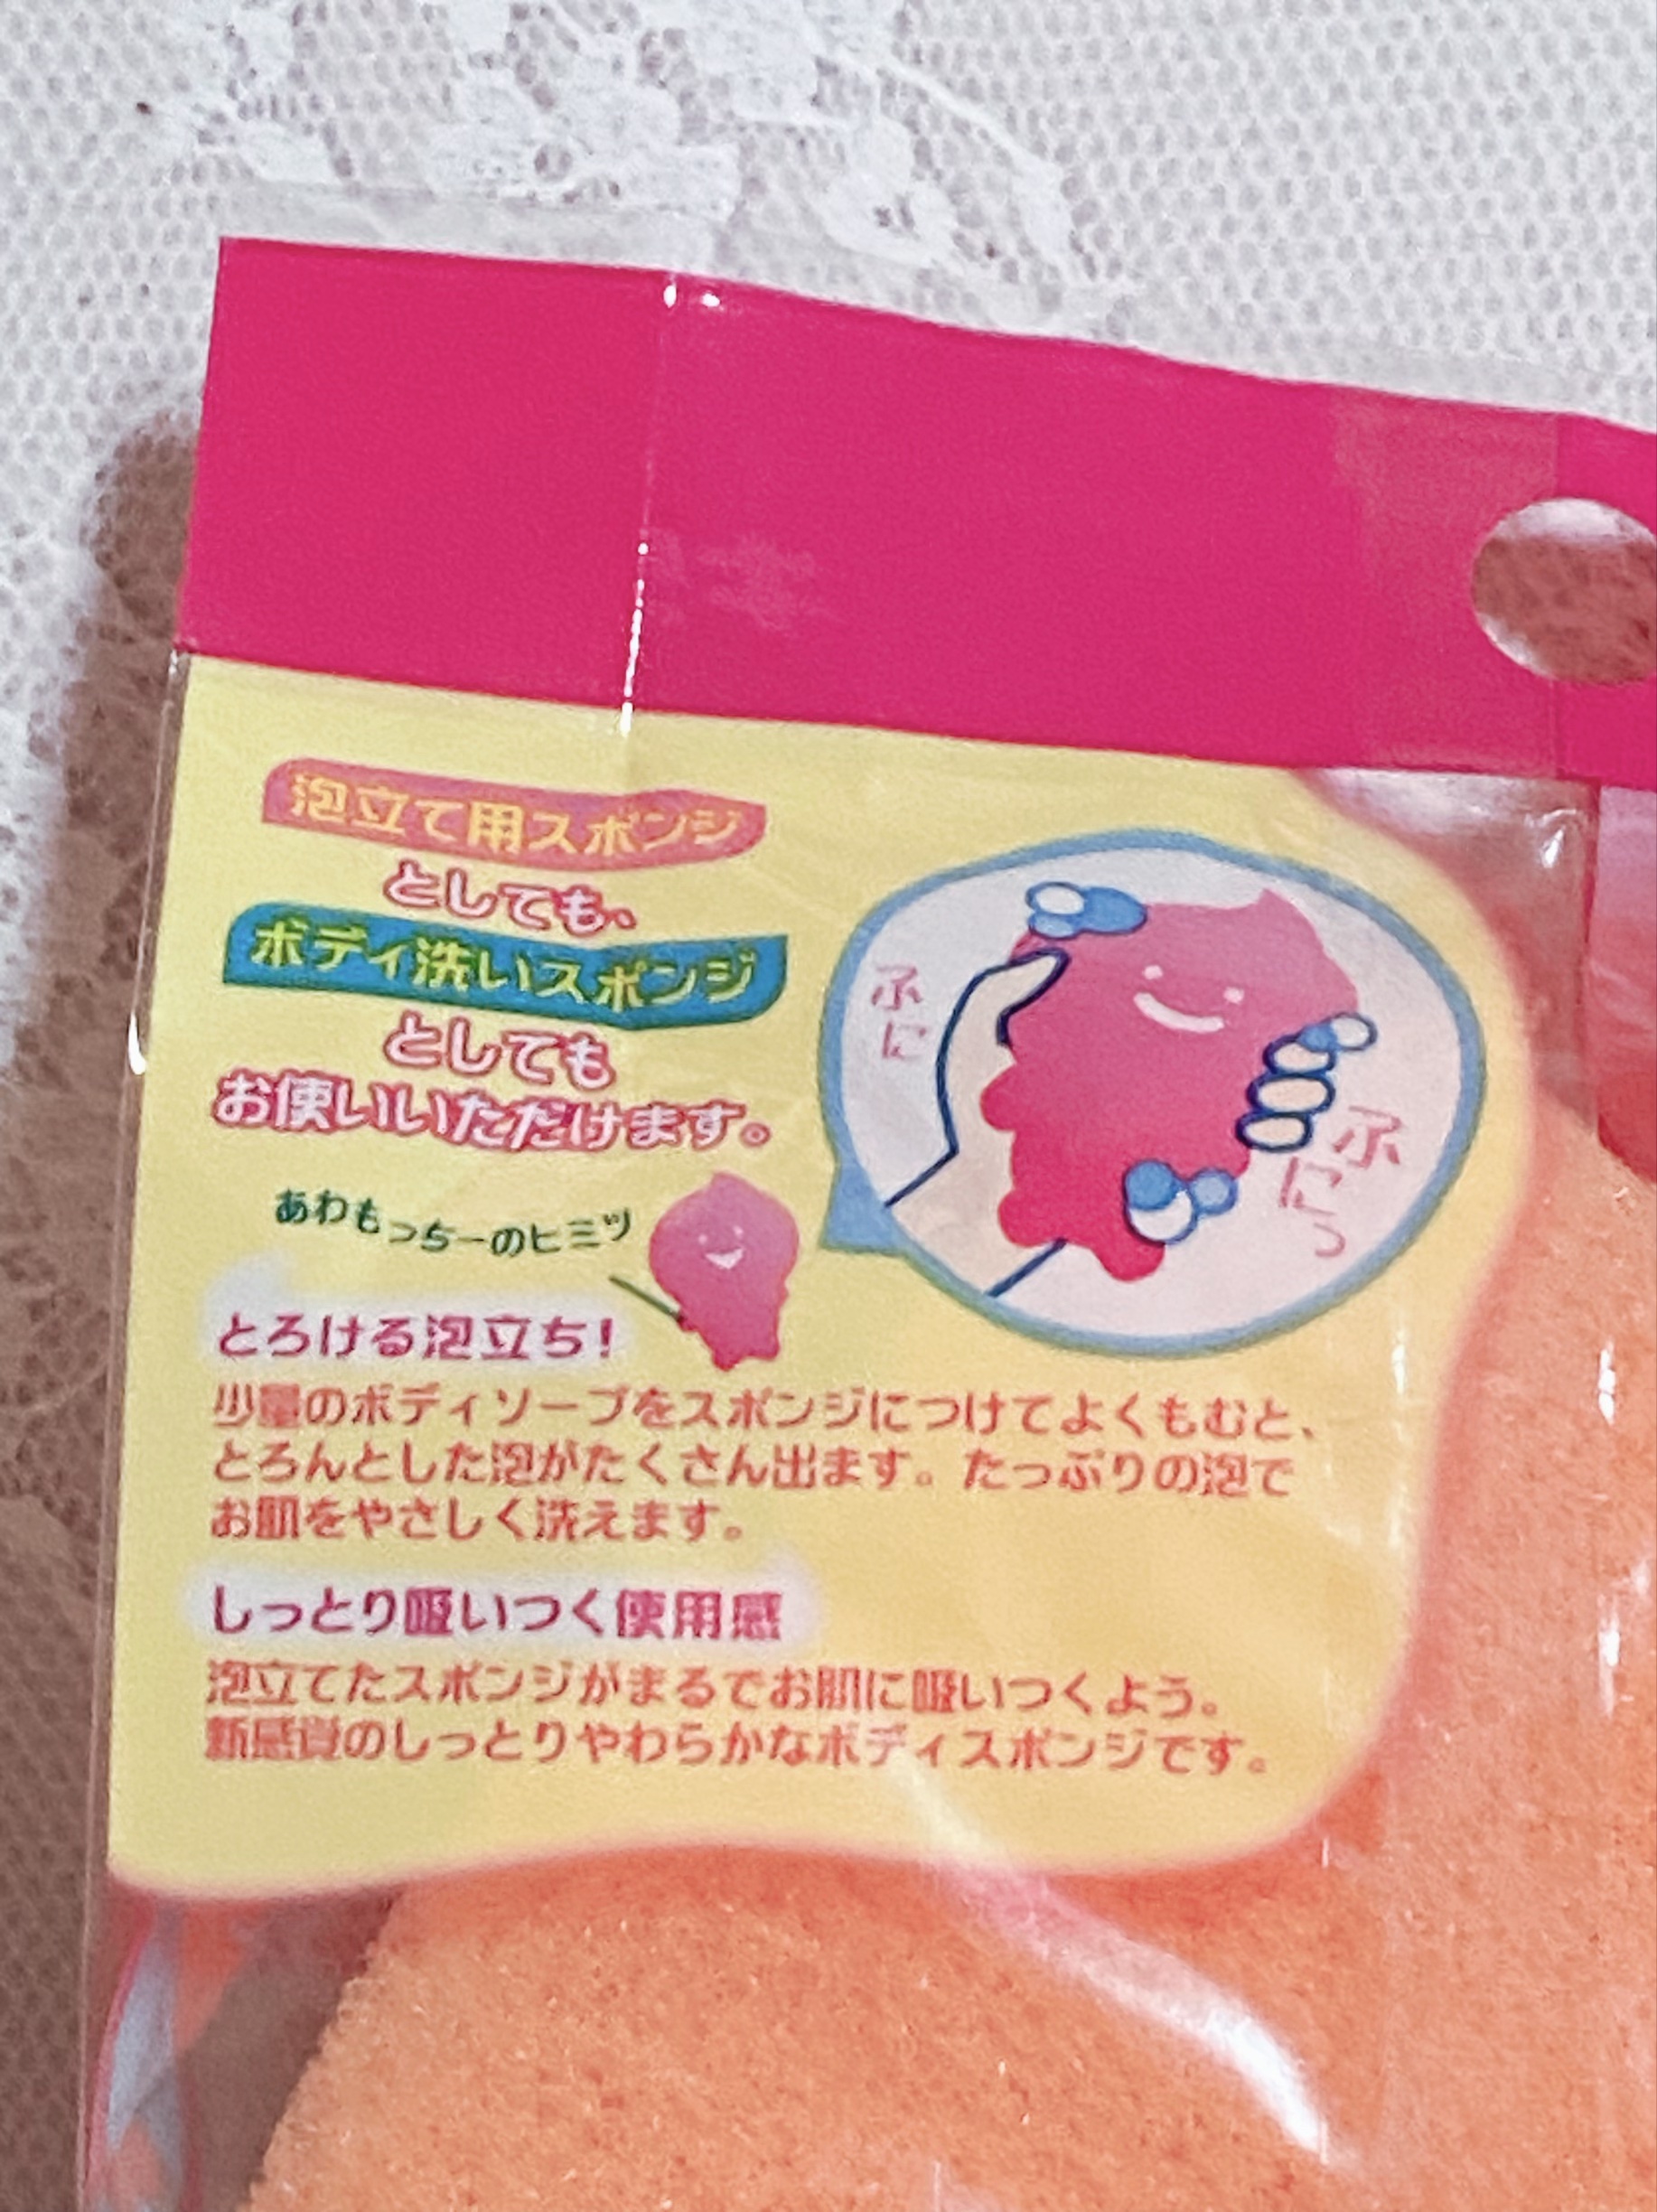 泡立て用スポンジ
としても、
ボディ洗いスポンジ
としても
お使いいただけます。
ふに
ふにっ
あわもっちーのヒミツ
とろける泡立ち!
少量のボディソープをスポンジにつけてよくもむと、
とろんとした泡がたくさん出ます。たっぷりの泡で
お肌をやさしく洗えます。
しっとり吸いつく使用感
泡立てたスポンジがまるでお肌に吸いつくよう。
新感覚のしっとりやわらかなボディスポンジです。